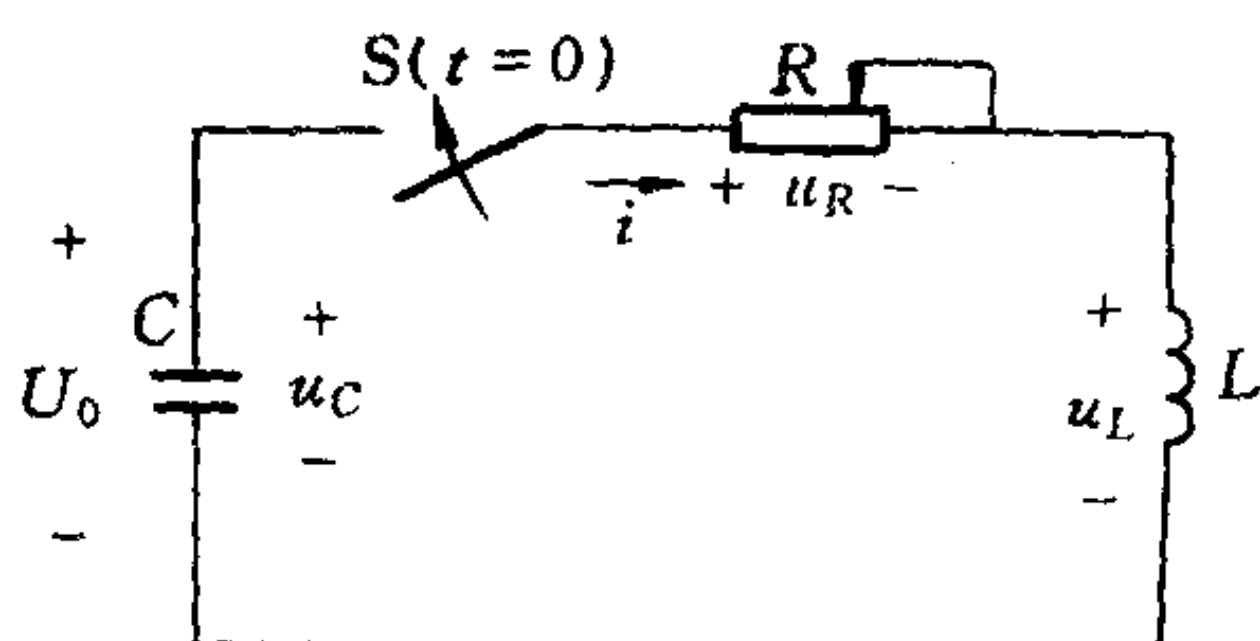 S(t = 0)
R
+ u_R −
i
+
C
+
U₀
u_C
−
−
+
u_L
L
−